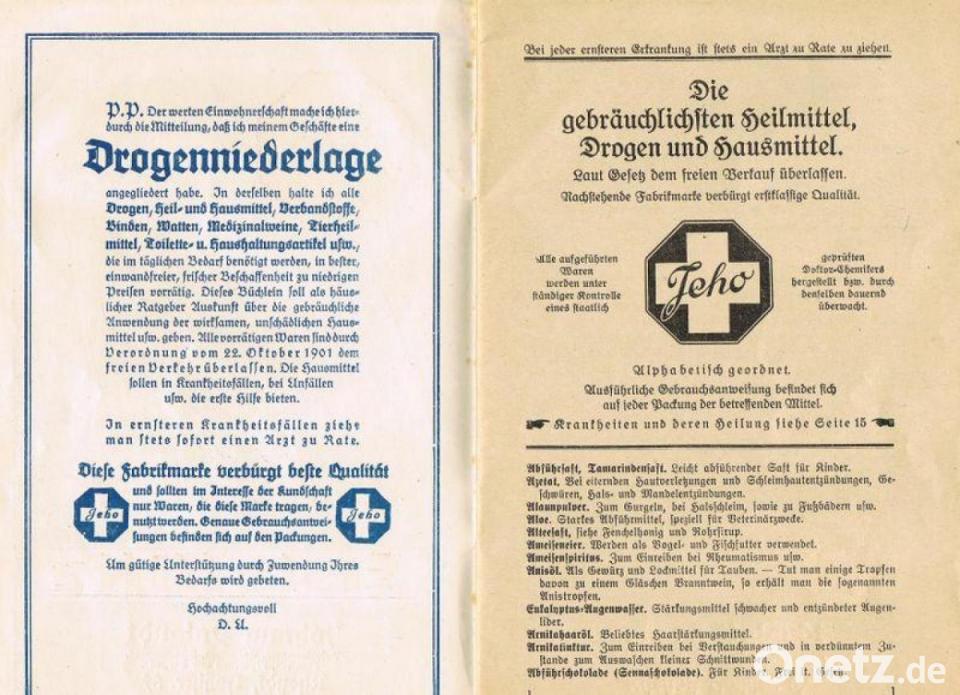 P.P. Der werten Einwohnerschaft mache ich hier-
durch die Mitteilung, daß ich meinem Geschäfte eine
Drogenniederlage
angegliedert habe. In derselben halte ich alle
Drogen, Heil- und Hausmittel, Verbandstoffe,
Binden, Watten, Medizinalweine, Tierheil-
mittel, Toilette- u. Haushaltungsartikel usw.,
die im täglichen Bedarf benötigt werden, in bester,
einwandfreier, frischer Beschaffenheit zu niedrigen
Preisen vorrätig. Dieses Büchlein soll als häus-
licher Ratgeber Auskunft über die gebräuchliche
Anwendung der wirksamen, unschädlichen Haus-
mittel usw. geben. Alle vorrätigen Waren sind durch
Verordnung vom 22. Oktober 1901 dem
freien Verkehr überlassen. Die Hausmittel
sollen in Krankheitsfällen, bei Unfällen
usw. die erste Hilfe bieten.
In ernsteren Krankheitsfällen ziehe
man stets sofort einen Arzt zu Rate.
Diese Fabrikmarke verbürgt beste Qualität
und sollten im Interesse der Kundschaft
nur Waren, die diese Marke tragen, be-
nutzt werden. Genaue Gebrauchsanwei-
sungen befinden sich auf den Packungen.
Jeho
Jeho
Um gütige Unterstützung durch Zuwendung Ihres
Bedarfs wird gebeten.
Hochachtungsvoll
D. U.
Bei jeder ernsteren Erkrankung ist stets ein Arzt zu Rate zu ziehen.
Die
gebräuchlichsten Heilmittel,
Drogen und Hausmittel.
Laut Gesetz dem freien Verkauf überlassen.
Nachstehende Fabrikmarke verbürgt erstklassige Qualität.
Alle aufgeführten
Waren
werden unter
ständiger Kontrolle
eines staatlich
Jeho
geprüften
Doktor-Chemikers
hergestellt bzw. durch
denselben dauernd
überwacht.
Alphabetisch geordnet.
Ausführliche Gebrauchsanweisung befindet sich
auf jeder Packung der betreffenden Mittel.
Krankheiten und deren Heilung siehe Seite 15
Abführsaft, Tamarindensaft. Leicht abführender Saft für Kinder.
Azetal. Bei eiternden Hautverletzungen und Schleimhautentzündungen, Ge-
schwüren, Hals- und Mandelentzündungen.
Alaunpulver. Zum Gurgeln, bei Halsschleim, sowie zu Fußbädern usw.
Aloe. Starkes Abführmittel, speziell für Veterinärzwecke.
Altheesaft, siehe Fenchelhonig und Rohrsirup.
Ameiseneier. Werden als Vogel- und Fischfutter verwendet.
Ameisenspiritus. Zum Einreiben bei Rheumatismus usw.
Anisöl. Als Gewürz und Lockmittel für Tauben. — Tut man einige Tropfen
davon zu einem Gläschen Branntwein, so erhält man die sogenannten
Anistropfen.
Eukalyptus-Augenwasser. Stärkungsmittel schwacher und entzündeter Augen-
lider.
Arnikahaaröl. Beliebtes Haarstärkungsmittel.
Arnikatinktur. Zum Einreiben bei Verstauchungen und in verdünntem Zu-
stande zum Auswaschen kleiner Schnittwunden.
Abführschokolade (Sennaschokolade). Für Kinder.
1
1
Onetz.de